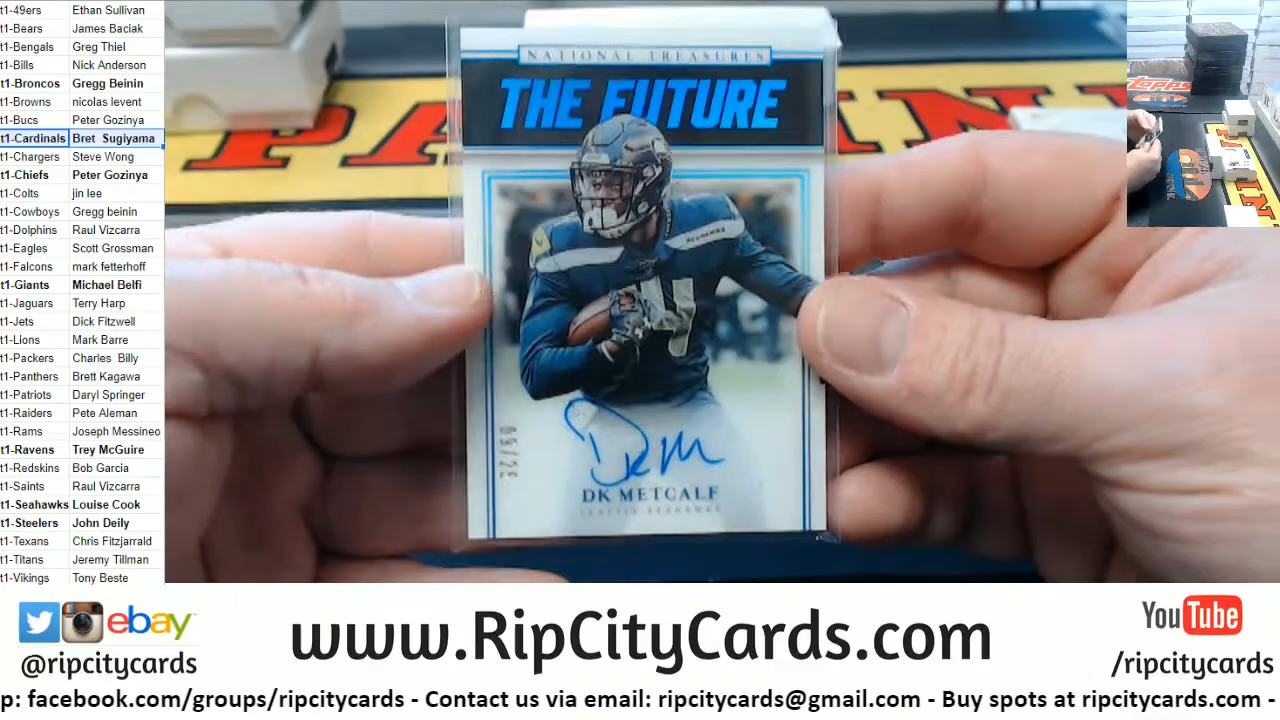 t1-49ers Ethan Sullivan
t1-Bears James Baciak
t1-Bengals Greg Thiel
t1-Bills Nick Anderson
t1-Broncos Gregg Beinin
t1-Browns nicolas levent
t1-Bucs Peter Gozinya
t1-Cardinals Bret Sugiyama
t1-Chargers Steve Wong
t1-Chiefs Peter Gozinya
t1-Colts jin lee
t1-Cowboys Gregg beinin
t1-Dolphins Raul Vizcarra
t1-Eagles Scott Grossman
t1-Falcons mark fetterhoff
t1-Giants Michael Belfi
t1-Jaguars Terry Harp
t1-Jets Dick Fitzwell
t1-Lions Mark Barre
t1-Packers Charles Billy
t1-Panthers Brett Kagawa
t1-Patriots Daryl Springer
t1-Raiders Pete Aleman
t1-Rams Joseph Messineo
t1-Ravens Trey McGuire
t1-Redskins Bob Garcia
t1-Saints Raul Vizcarra
t1-Seahawks Louise Cook
t1-Steelers John Deily
t1-Texans Chris Fitzjarrald
t1-Titans Jeremy Tillman
t1-Vikings Tony Beste
NATIONAL TREASURES
THE FUTURE
SEAHAWKS
14
DK M
DK METCALF
SEATTLE SEAHAWKS
topps
ebay
@ripcitycards
www.RipCityCards.com
YouTube
/ripcitycards
p: facebook.com/groups/ripcitycards - Contact us via email: ripcitycards@gmail.com - Buy spots at ripcitycards.com -